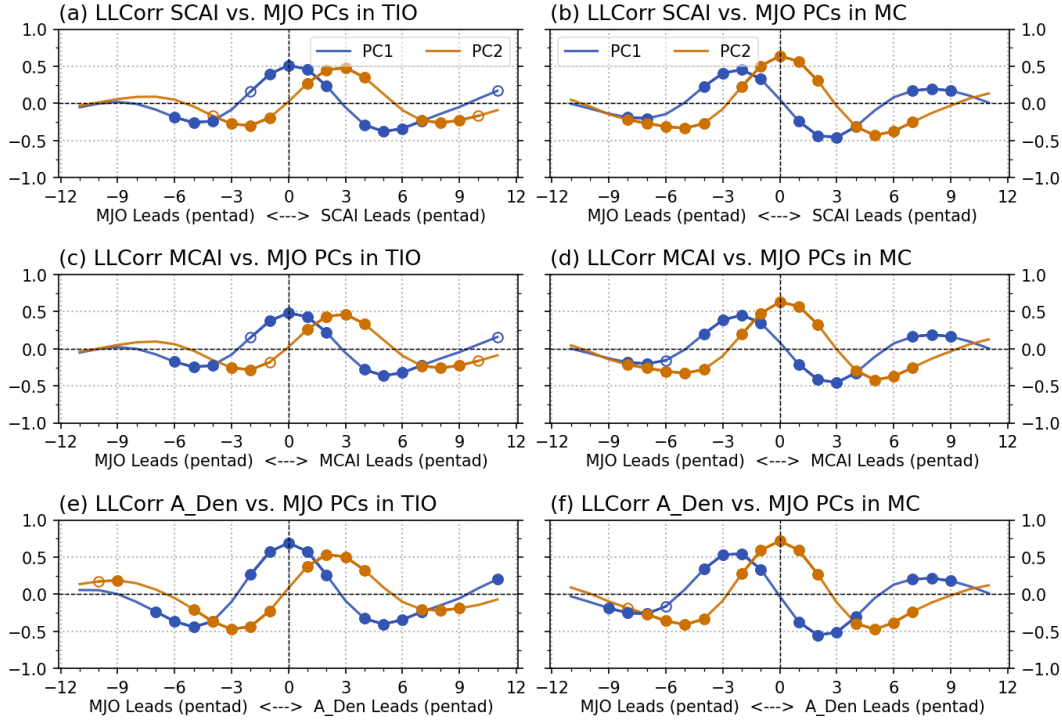 (a) LLCorr SCAI vs. MJO PCs in TIO
(b) LLCorr SCAI vs. MJO PCs in MC
1.0
0.5
0.0
−0.5
−1.0
PC1 PC2
PC1 PC2
1.0
0.5
0.0
−0.5
−1.0
−12 −9 −6 −3 0 3 6 9 12
−12 −9 −6 −3 0 3 6 9 12
MJO Leads (pentad) <---> SCAI Leads (pentad)
MJO Leads (pentad) <---> SCAI Leads (pentad)
(c) LLCorr MCAI vs. MJO PCs in TIO
(d) LLCorr MCAI vs. MJO PCs in MC
1.0
0.5
0.0
−0.5
−1.0
1.0
0.5
0.0
−0.5
−1.0
−12 −9 −6 −3 0 3 6 9 12
−12 −9 −6 −3 0 3 6 9 12
MJO Leads (pentad) <---> MCAI Leads (pentad)
MJO Leads (pentad) <---> MCAI Leads (pentad)
(e) LLCorr A_Den vs. MJO PCs in TIO
(f) LLCorr A_Den vs. MJO PCs in MC
1.0
0.5
0.0
−0.5
−1.0
1.0
0.5
0.0
−0.5
−1.0
−12 −9 −6 −3 0 3 6 9 12
−12 −9 −6 −3 0 3 6 9 12
MJO Leads (pentad) <---> A_Den Leads (pentad)
MJO Leads (pentad) <---> A_Den Leads (pentad)